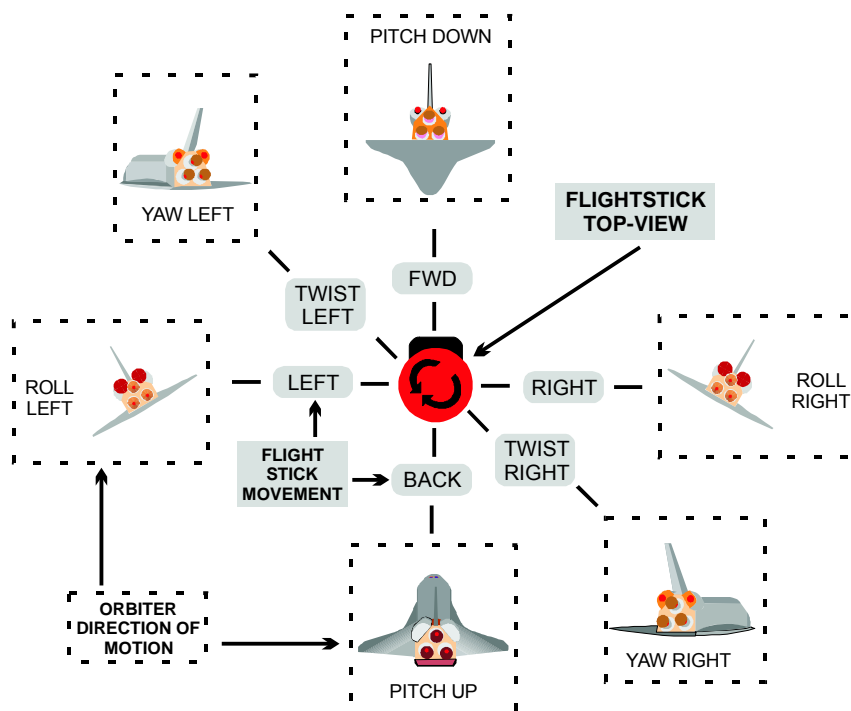 PITCH DOWN
YAW LEFT
FLIGHTSTICK
TOP-VIEW
FWD
TWIST
LEFT
ROLL
LEFT
LEFT
RIGHT
ROLL
RIGHT
FLIGHT
STICK
MOVEMENT
BACK
TWIST
RIGHT
ORBITER
DIRECTION OF
MOTION
PITCH UP
YAW RIGHT